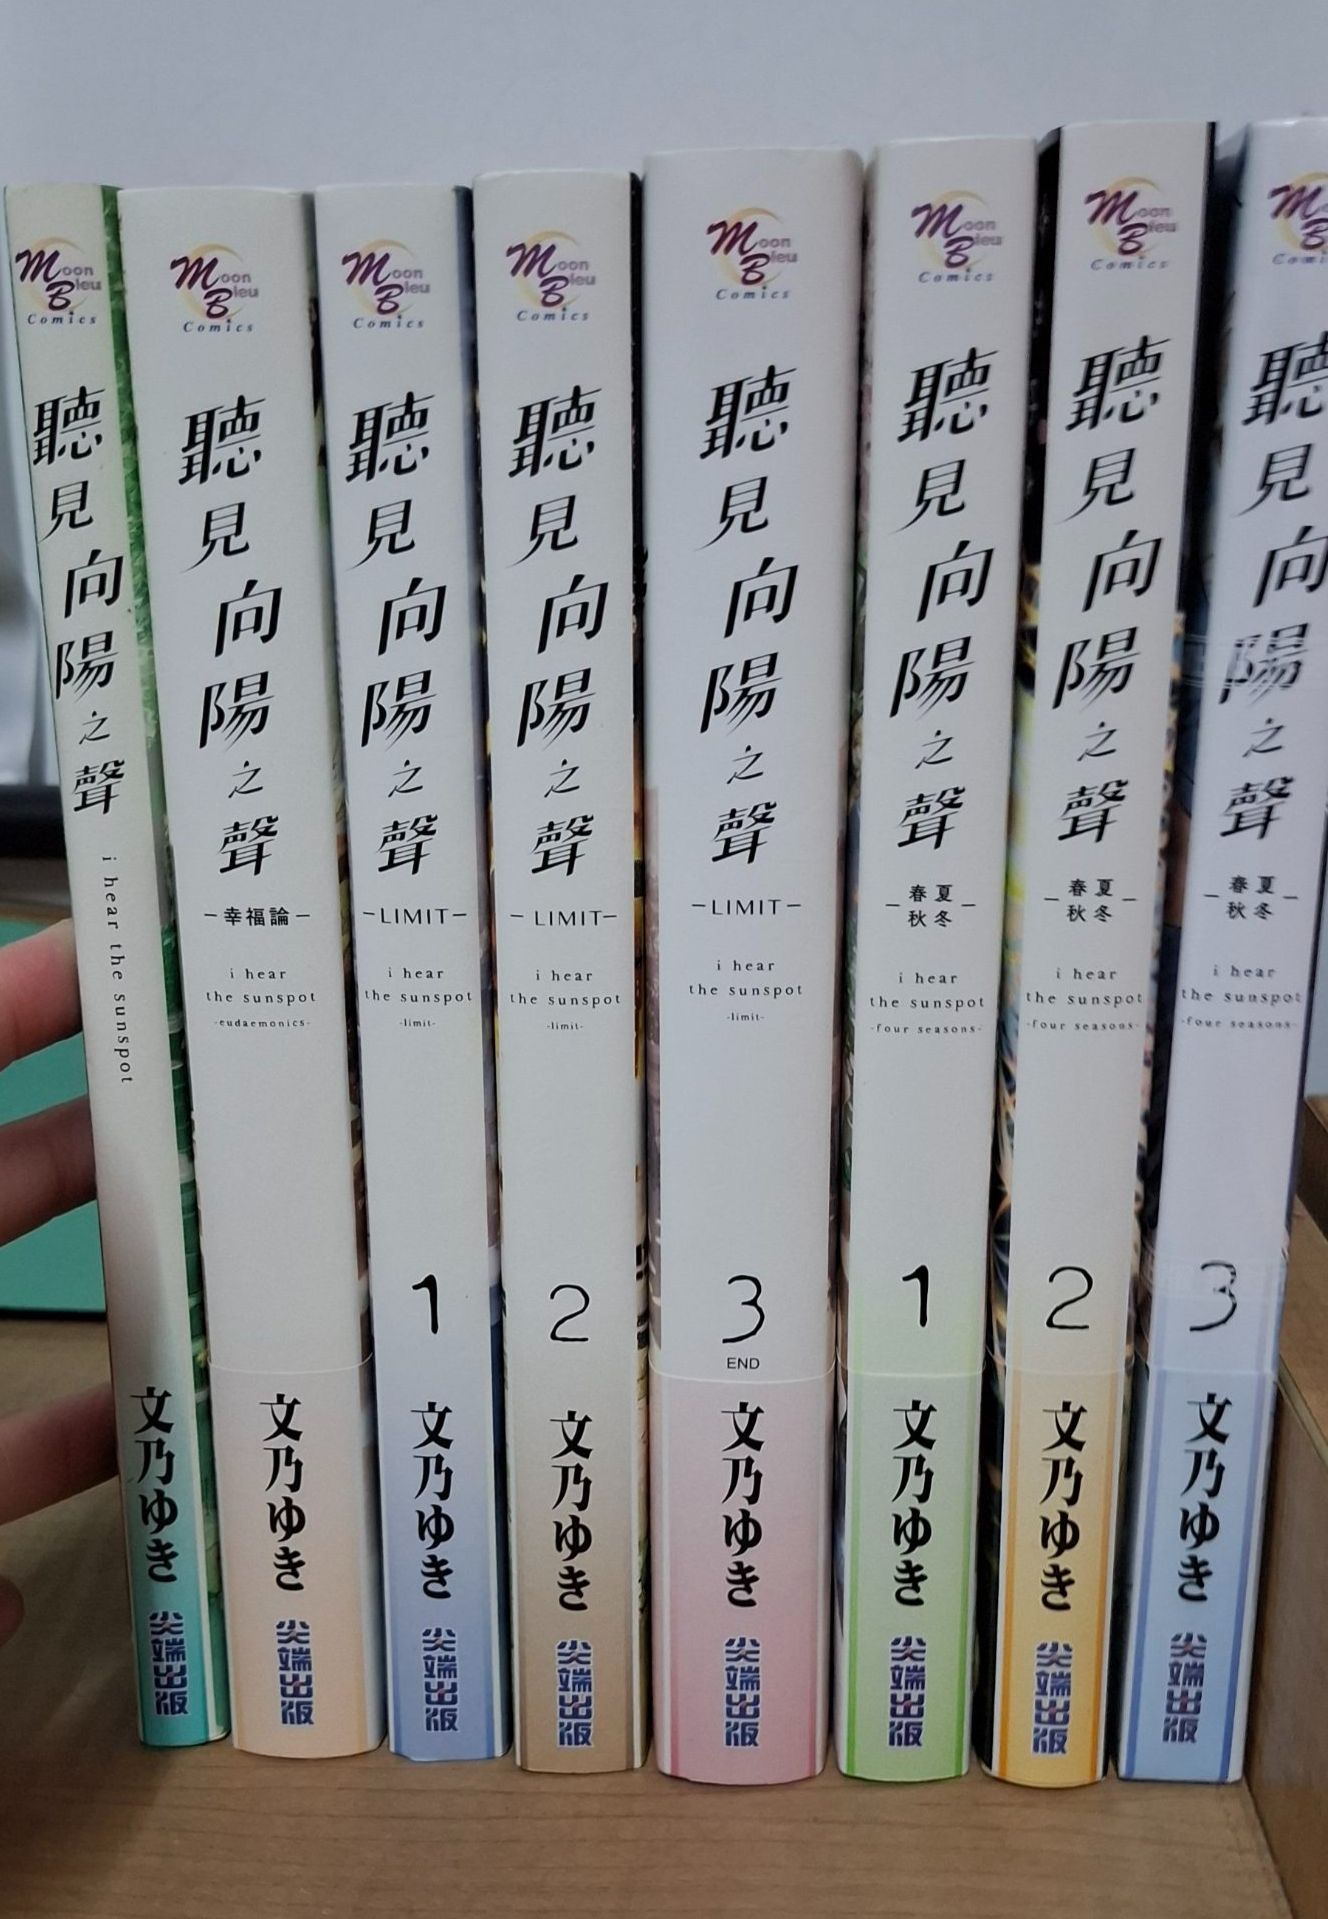 Moon
Bleu
Comics
聽見向陽之聲
i hear the sunspot
文乃ゆき
尖端出版
Moon
Bleu
Comics
聽見向陽之聲
-幸福論-
i hear
the sunspot
-eudaemonics-
文乃ゆき
尖端出版
Moon
Bleu
Comics
聽見向陽之聲
-LIMIT-
i hear
the sunspot
-limit-
1
文乃ゆき
尖端出版
Moon
Bleu
Comics
聽見向陽之聲
-LIMIT-
i hear
the sunspot
-limit-
2
文乃ゆき
尖端出版
Moon
Bleu
Comics
聽見向陽之聲
-LIMIT-
i hear
the sunspot
-limit-
3
END
文乃ゆき
尖端出版
Moon
Bleu
Comics
聽見向陽之聲
-春夏
秋冬-
i hear
the sunspot
-four seasons-
1
文乃ゆき
尖端出版
Moon
Bleu
Comics
聽見向陽之聲
-春夏
秋冬-
i hear
the sunspot
-four seasons-
2
文乃ゆき
尖端出版
聽見向陽之聲
-春夏
秋冬-
i hear
the sunspot
-four seasons-
3
文乃ゆき
尖端出版